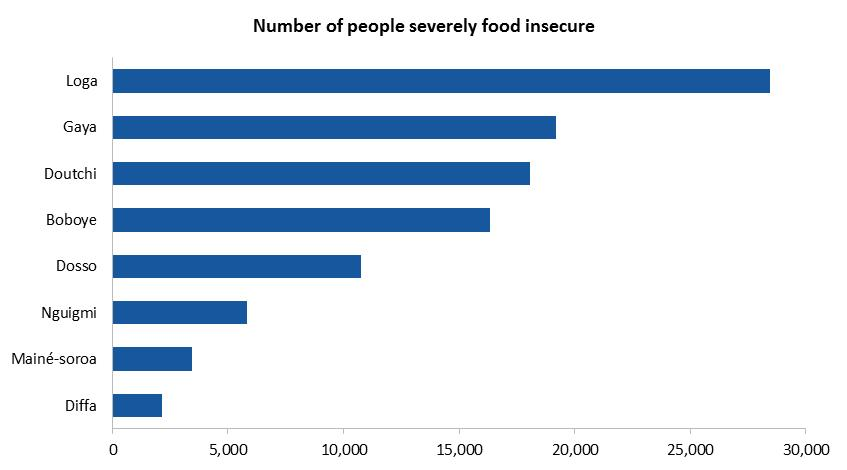 Number of people severely food insecure
Loga
Gaya
Doutchi
Boboye
Dosso
Nguigmi
Mainé-soroa
Diffa
0 5,000 10,000 15,000 20,000 25,000 30,000